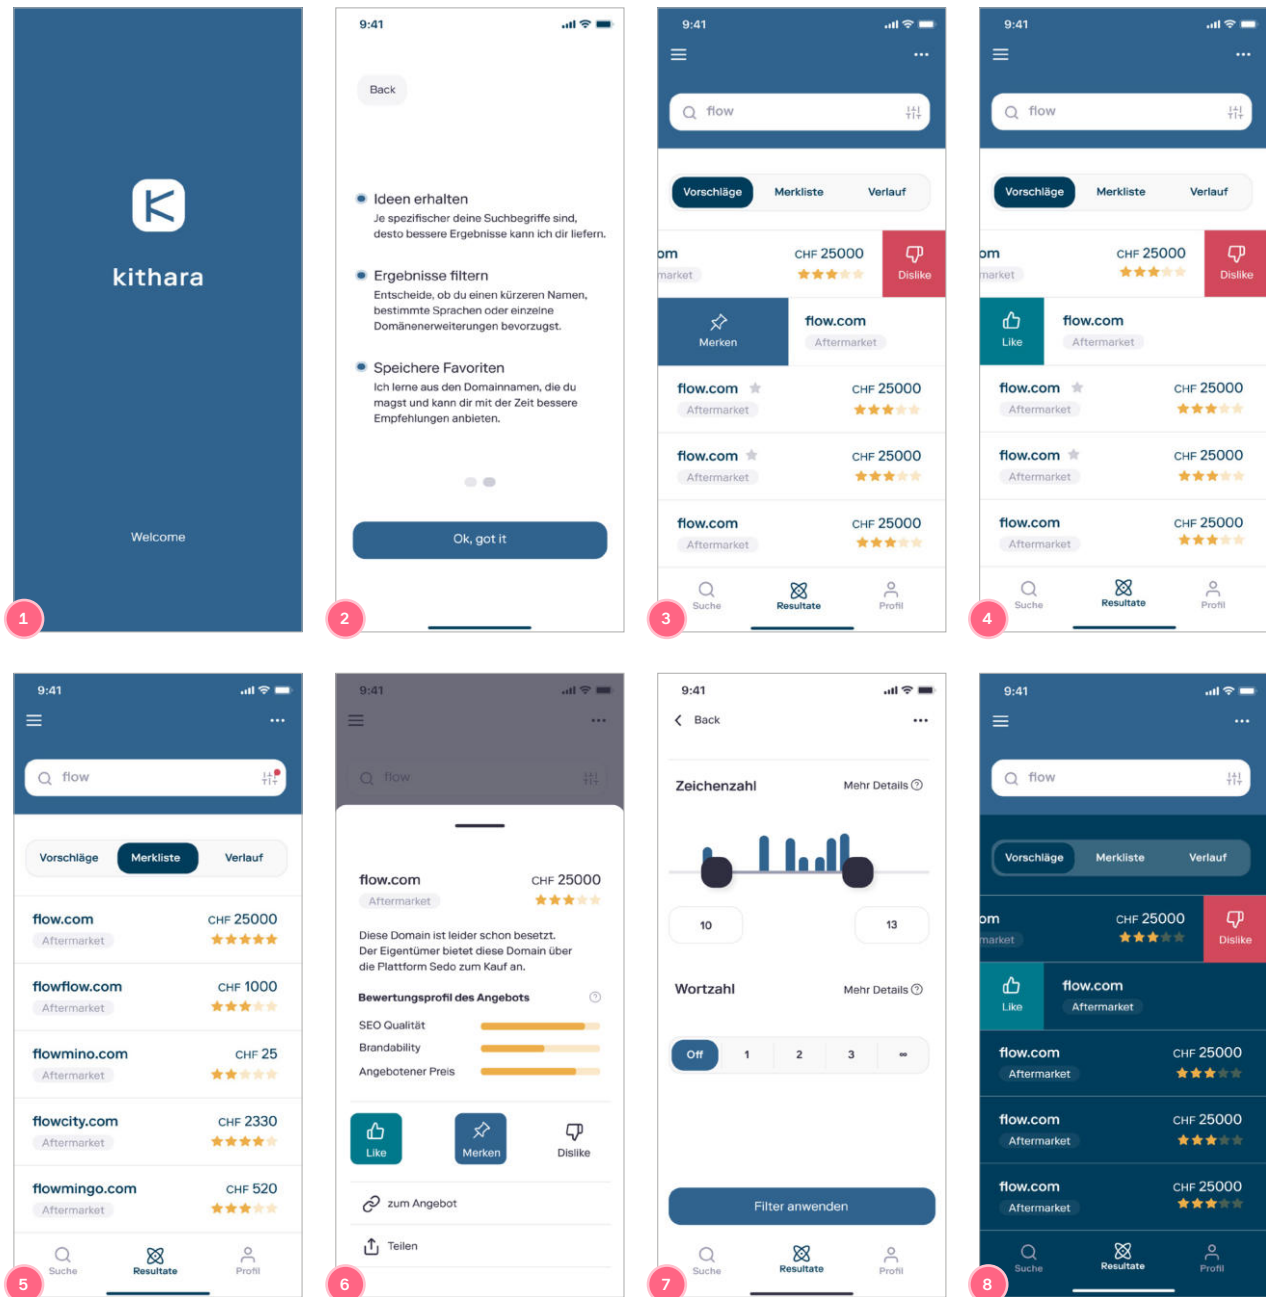 kithara
Welcome
1
9:41
Back
Ideen erhalten
Je spezifischer deine Suchbegriffe sind,
desto bessere Ergebnisse kann ich dir liefern.
Ergebnisse filtern
Entscheide, ob du einen kürzeren Namen,
bestimmte Sprachen oder einzelne
Domänenerweiterungen bevorzugst.
Speichere Favoriten
Ich lerne aus den Domainnamen, die du
magst und kann dir mit der Zeit bessere
Empfehlungen anbieten.
Ok, got it
2
9:41
flow
Vorschläge Merkliste Verlauf
om CHF 25000
market Dislike
Merken flow.com
Aftermarket
flow.com CHF 25000
Aftermarket
flow.com CHF 25000
Aftermarket
flow.com CHF 25000
Aftermarket
Suche Resultate Profil
3
9:41
flow
Vorschläge Merkliste Verlauf
om CHF 25000
market Dislike
Like flow.com
Aftermarket
flow.com CHF 25000
Aftermarket
flow.com CHF 25000
Aftermarket
flow.com CHF 25000
Aftermarket
Suche Resultate Profil
4
9:41
flow
Vorschläge Merkliste Verlauf
flow.com CHF 25000
Aftermarket
flowflow.com CHF 1000
Aftermarket
flowmino.com CHF 25
Aftermarket
flowcity.com CHF 2330
Aftermarket
flowmingo.com CHF 520
Aftermarket
Suche Resultate Profil
5
9:41
flow
flow.com CHF 25000
Aftermarket
Diese Domain ist leider schon besetzt.
Der Eigentümer bietet diese Domain über
die Plattform Sedo zum Kauf an.
Bewertungsprofil des Angebots
SEO Qualität
Brandability
Angebotener Preis
Like Merken Dislike
zum Angebot
Teilen
6
9:41
Back
Zeichenzahl Mehr Details
10 13
Wortzahl Mehr Details
Off 1 2 3 ∞
Filter anwenden
Suche Resultate Profil
7
9:41
flow
Vorschläge Merkliste Verlauf
om CHF 25000
market Dislike
Like flow.com
Aftermarket
flow.com CHF 25000
Aftermarket
flow.com CHF 25000
Aftermarket
flow.com CHF 25000
Aftermarket
Suche Resultate Profil
8